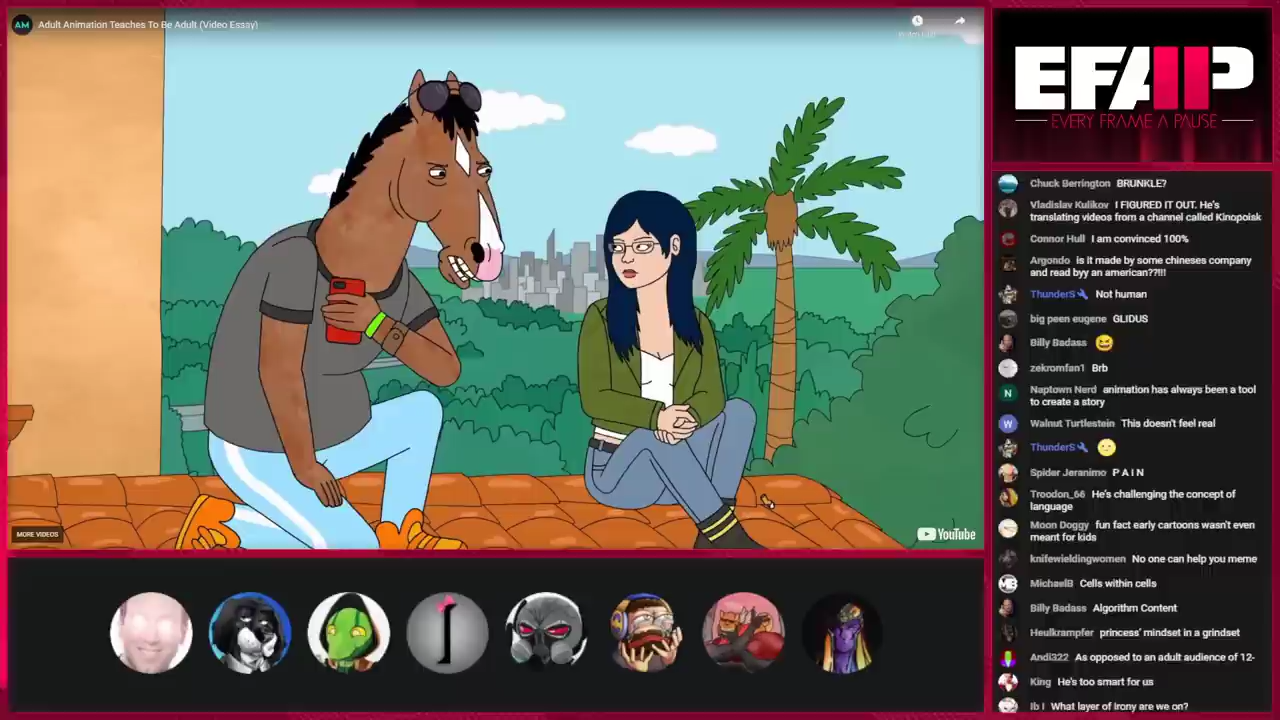 AM
Adult Animation Teaches To Be Adult (Video Essay)
MORE VIDEOS
YouTube
EFAP
EVERY FRAME A PAUSE
Chuck Berrington BRUNKLE?
Vladislav Kulikov I FIGURED IT OUT. He's
translating videos from a channel called Kinopoisk
Connor Hull I am convinced 100%
Argondo is it made by some chineses company
and read byy an american??!!!
ThunderS Not human
big peen eugene GLIDUS
Billy Badass
zekromfan1 Brb
N
Naptown Nerd animation has always been a tool
to create a story
W
Walnut Turtlestein This doesn't feel real
ThunderS
Spider Jeranimo P A I N
Troodon_66 He's challenging the concept of
language
Moon Doggy fun fact early cartoons wasn't even
meant for kids
knifewieldingwomen No one can help you meme
MichaelB Cells within cells
Billy Badass Algorithm Content
Heulkrampfer princess' mindset in a grindset
Andi322 As opposed to an adult audience of 12-
King He's too smart for us
Ib I What layer of irony are we on?